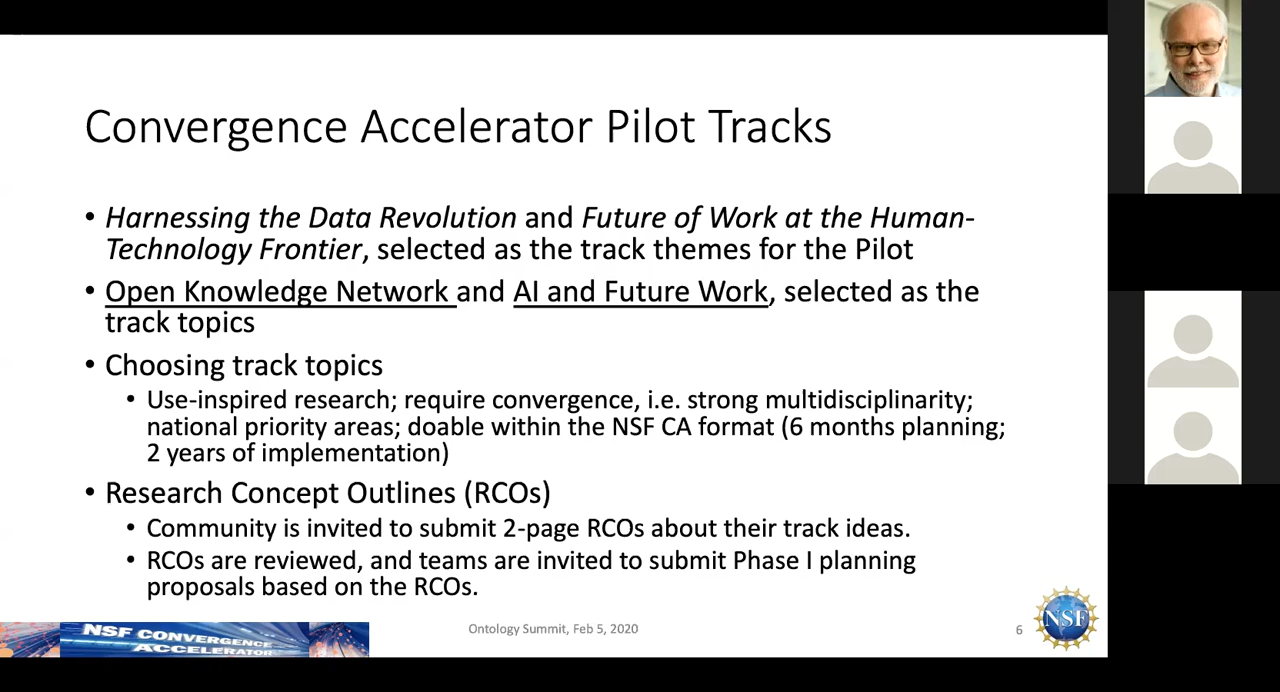 Convergence Accelerator Pilot Tracks
• Harnessing the Data Revolution and Future of Work at the Human-
Technology Frontier, selected as the track themes for the Pilot
• Open Knowledge Network and AI and Future Work, selected as the
track topics
• Choosing track topics
• Use-inspired research; require convergence, i.e. strong multidisciplinarity;
national priority areas; doable within the NSF CA format (6 months planning;
2 years of implementation)
• Research Concept Outlines (RCOs)
• Community is invited to submit 2-page RCOs about their track ideas.
• RCOs are reviewed, and teams are invited to submit Phase I planning
proposals based on the RCOs.
NSF CONVERGENCE
ACCELERATOR
Ontology Summit, Feb 5, 2020
6
NSF